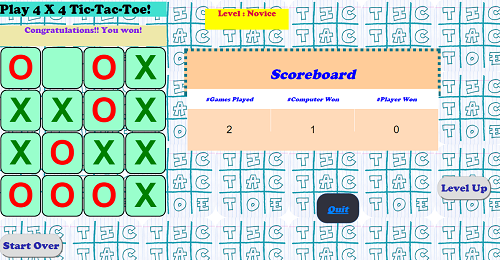 Play 4 X 4 Tic-Tac-Toe!
Level : Novice
Congratulations!! You won!
O O X
X X O X
X O X X
O O O X
Scoreboard
#Games Played #Computer Won #Player Won
2 1 0
Level Up
Quit
Start Over